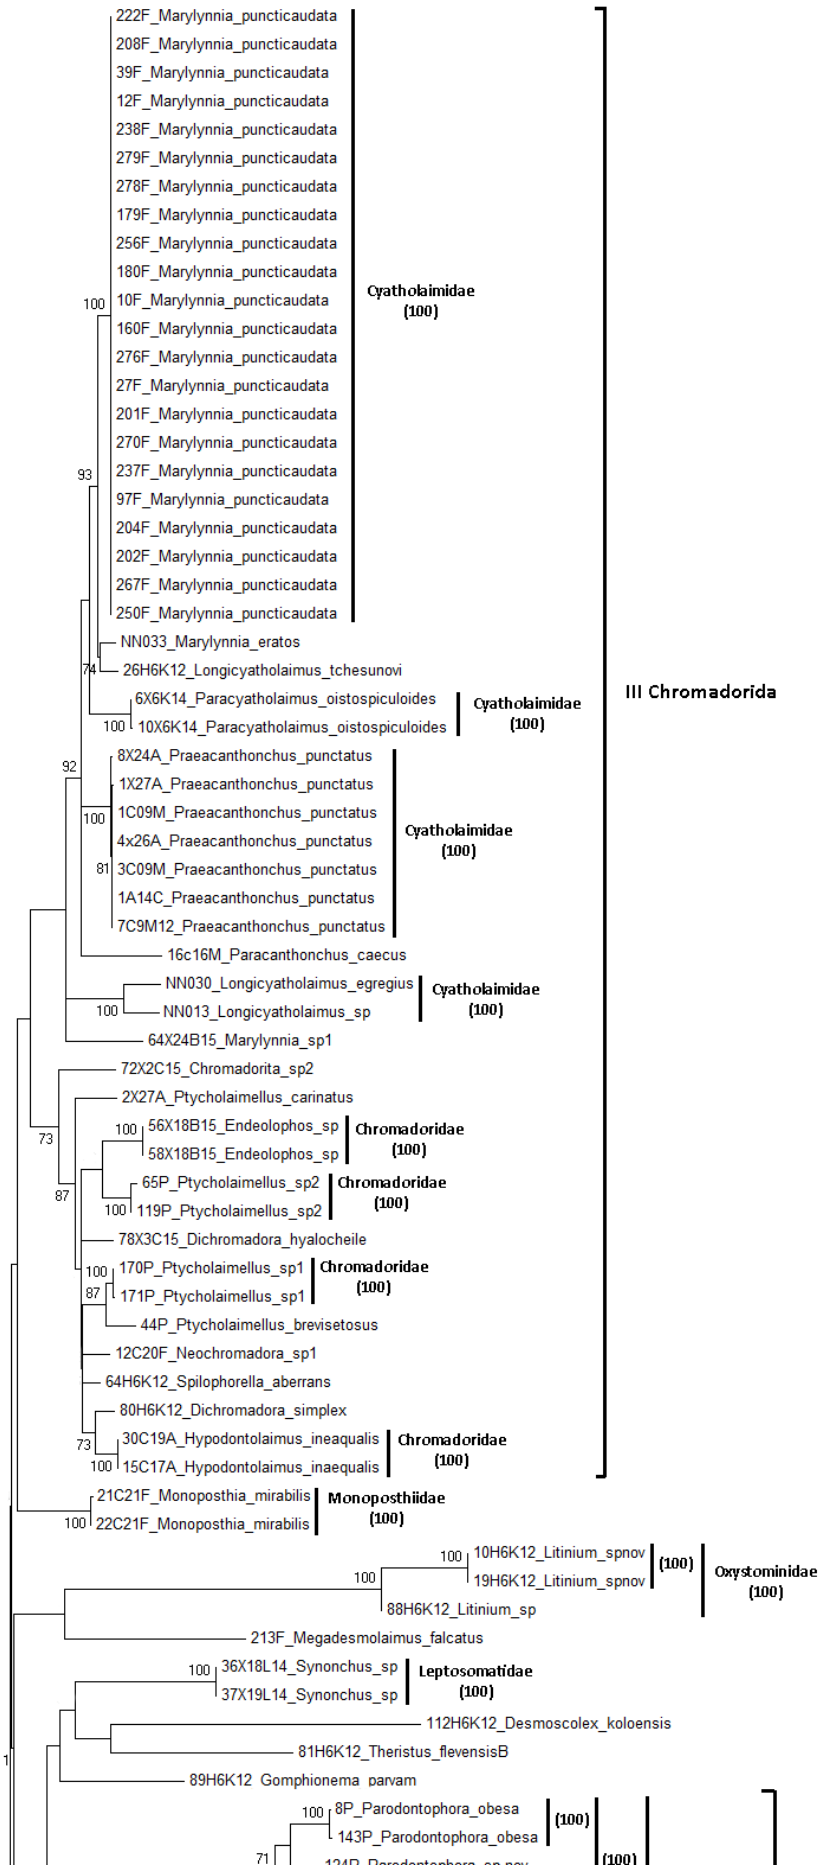 222F_Marylynnia_puncticaudata
208F_Marylynnia_puncticaudata
39F_Marylynnia_puncticaudata
12F_Marylynnia_puncticaudata
238F_Marylynnia_puncticaudata
279F_Marylynnia_puncticaudata
278F_Marylynnia_puncticaudata
179F_Marylynnia_puncticaudata
256F_Marylynnia_puncticaudata
180F_Marylynnia_puncticaudata
Cyatholaimidae
(100)
100
10F_Marylynnia_puncticaudata
160F_Marylynnia_puncticaudata
276F_Marylynnia_puncticaudata
27F_Marylynnia_puncticaudata
201F_Marylynnia_puncticaudata
270F_Marylynnia_puncticaudata
93
237F_Marylynnia_puncticaudata
97F_Marylynnia_puncticaudata
204F_Marylynnia_puncticaudata
202F_Marylynnia_puncticaudata
267F_Marylynnia_puncticaudata
250F_Marylynnia_puncticaudata
NN033_Marylynnia_eratos
74
26H6K12_Longicyatholaimus_tchesunovi
III Chromadorida
6X6K14_Paracyatholaimus_oistospiculoides
100
10X6K14_Paracyatholaimus_oistospiculoides
Cyatholaimidae
(100)
92
8X24A_Praeacanthonchus_punctatus
1X27A_Praeacanthonchus_punctatus
100
1C09M_Praeacanthonchus_punctatus
4x26A_Praeacanthonchus_punctatus
Cyatholaimidae
(100)
81
3C09M_Praeacanthonchus_punctatus
1A14C_Praeacanthonchus_punctatus
7C9M12_Praeacanthonchus_punctatus
16c16M_Paracanthonchus_caecus
NN030_Longicyatholaimus_egregius
100
NN013_Longicyatholaimus_sp
Cyatholaimidae
(100)
64X24B15_Marylynnia_sp1
72X2C15_Chromadorita_sp2
2X27A_Ptycholaimellus_carinatus
73
100
56X18B15_Endeolophos_sp
58X18B15_Endeolophos_sp
Chromadoridae
(100)
87
65P_Ptycholaimellus_sp2
100
119P_Ptycholaimellus_sp2
Chromadoridae
(100)
78X3C15_Dichromadora_hyalocheile
100
170P_Ptycholaimellus_sp1
87
171P_Ptycholaimellus_sp1
Chromadoridae
(100)
44P_Ptycholaimellus_brevisetosus
12C20F_Neochromadora_sp1
64H6K12_Spilophorella_aberrans
80H6K12_Dichromadora_simplex
73
30C19A_Hypodontolaimus_ineaqualis
100
15C17A_Hypodontolaimus_inaequalis
Chromadoridae
(100)
21C21F_Monoposthia_mirabilis
100
22C21F_Monoposthia_mirabilis
Monoposthiidae
(100)
100
10H6K12_Litinium_spnov
19H6K12_Litinium_spnov
(100)
100
88H6K12_Litinium_sp
Oxystominidae
(100)
213F_Megadesmolaimus_falcatus
100
36X18L14_Synonchus_sp
37X19L14_Synonchus_sp
Leptosomatidae
(100)
112H6K12_Desmoscolex_koloensis
81H6K12_Theristus_flevensisB
1
89H6K12_Gomphionema_parvam
100
8P_Parodontophora_obesa
143P_Parodontophora_obesa
(100)
71
124P_Parodontophora_sp_nov
(100)